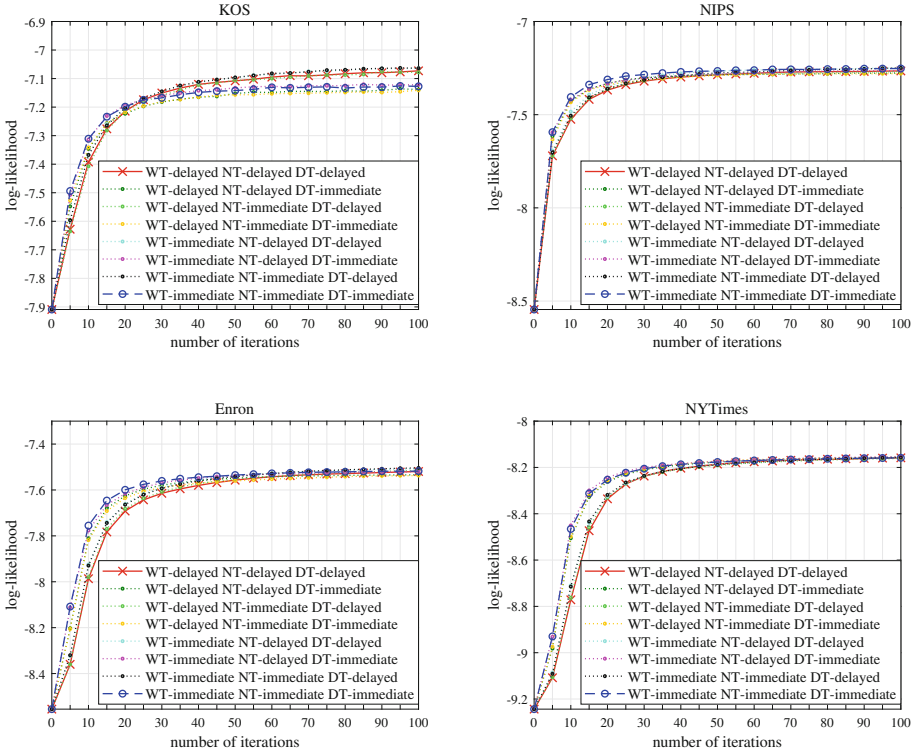 KOS
-6.9
-7
-7.1
-7.2
-7.3
-7.4
-7.5
-7.6
-7.7
-7.8
-7.9
log-likelihood
0 10 20 30 40 50 60 70 80 90 100
number of iterations
WT-delayed NT-delayed DT-delayed
WT-delayed NT-delayed DT-immediate
WT-delayed NT-immediate DT-delayed
WT-delayed NT-immediate DT-immediate
WT-immediate NT-delayed DT-delayed
WT-immediate NT-delayed DT-immediate
WT-immediate NT-immediate DT-delayed
WT-immediate NT-immediate DT-immediate
NIPS
-7
-7.5
-8
-8.5
log-likelihood
0 10 20 30 40 50 60 70 80 90 100
number of iterations
WT-delayed NT-delayed DT-delayed
WT-delayed NT-delayed DT-immediate
WT-delayed NT-immediate DT-delayed
WT-delayed NT-immediate DT-immediate
WT-immediate NT-delayed DT-delayed
WT-immediate NT-delayed DT-immediate
WT-immediate NT-immediate DT-delayed
WT-immediate NT-immediate DT-immediate
Enron
-7.4
-7.6
-7.8
-8
-8.2
-8.4
log-likelihood
0 10 20 30 40 50 60 70 80 90 100
number of iterations
WT-delayed NT-delayed DT-delayed
WT-delayed NT-delayed DT-immediate
WT-delayed NT-immediate DT-delayed
WT-delayed NT-immediate DT-immediate
WT-immediate NT-delayed DT-delayed
WT-immediate NT-delayed DT-immediate
WT-immediate NT-immediate DT-delayed
WT-immediate NT-immediate DT-immediate
NYTimes
-8
-8.2
-8.4
-8.6
-8.8
-9
-9.2
log-likelihood
0 10 20 30 40 50 60 70 80 90 100
number of iterations
WT-delayed NT-delayed DT-delayed
WT-delayed NT-delayed DT-immediate
WT-delayed NT-immediate DT-delayed
WT-delayed NT-immediate DT-immediate
WT-immediate NT-delayed DT-delayed
WT-immediate NT-delayed DT-immediate
WT-immediate NT-immediate DT-delayed
WT-immediate NT-immediate DT-immediate